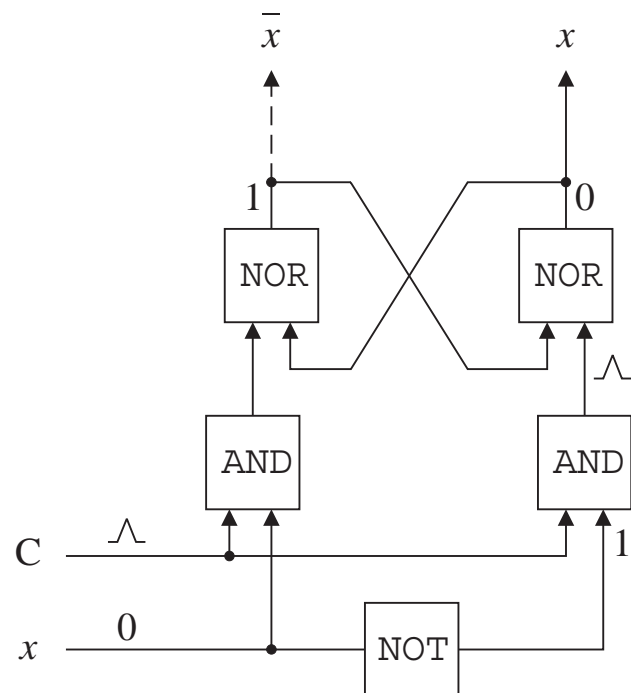 x̄ x
1 0
NOR NOR
AND AND
C 1
x 0 NOT